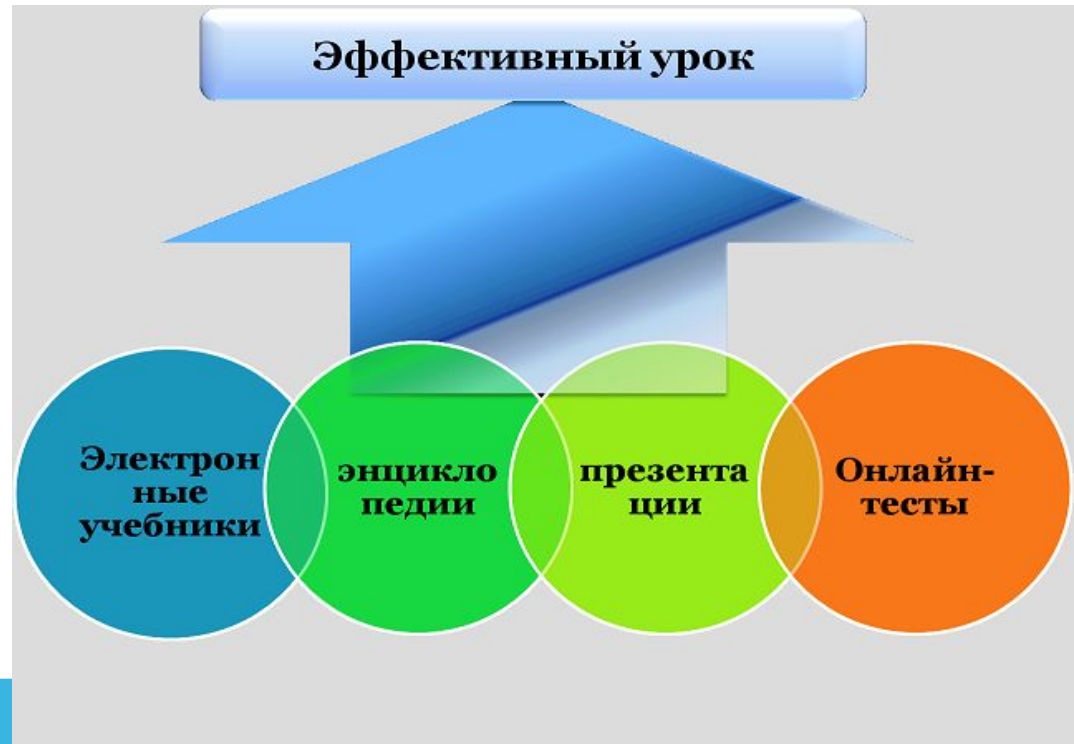 Эффективный урок
Электрон
ные
учебники
энцикло
педии
презента
ции
Онлайн-
тесты